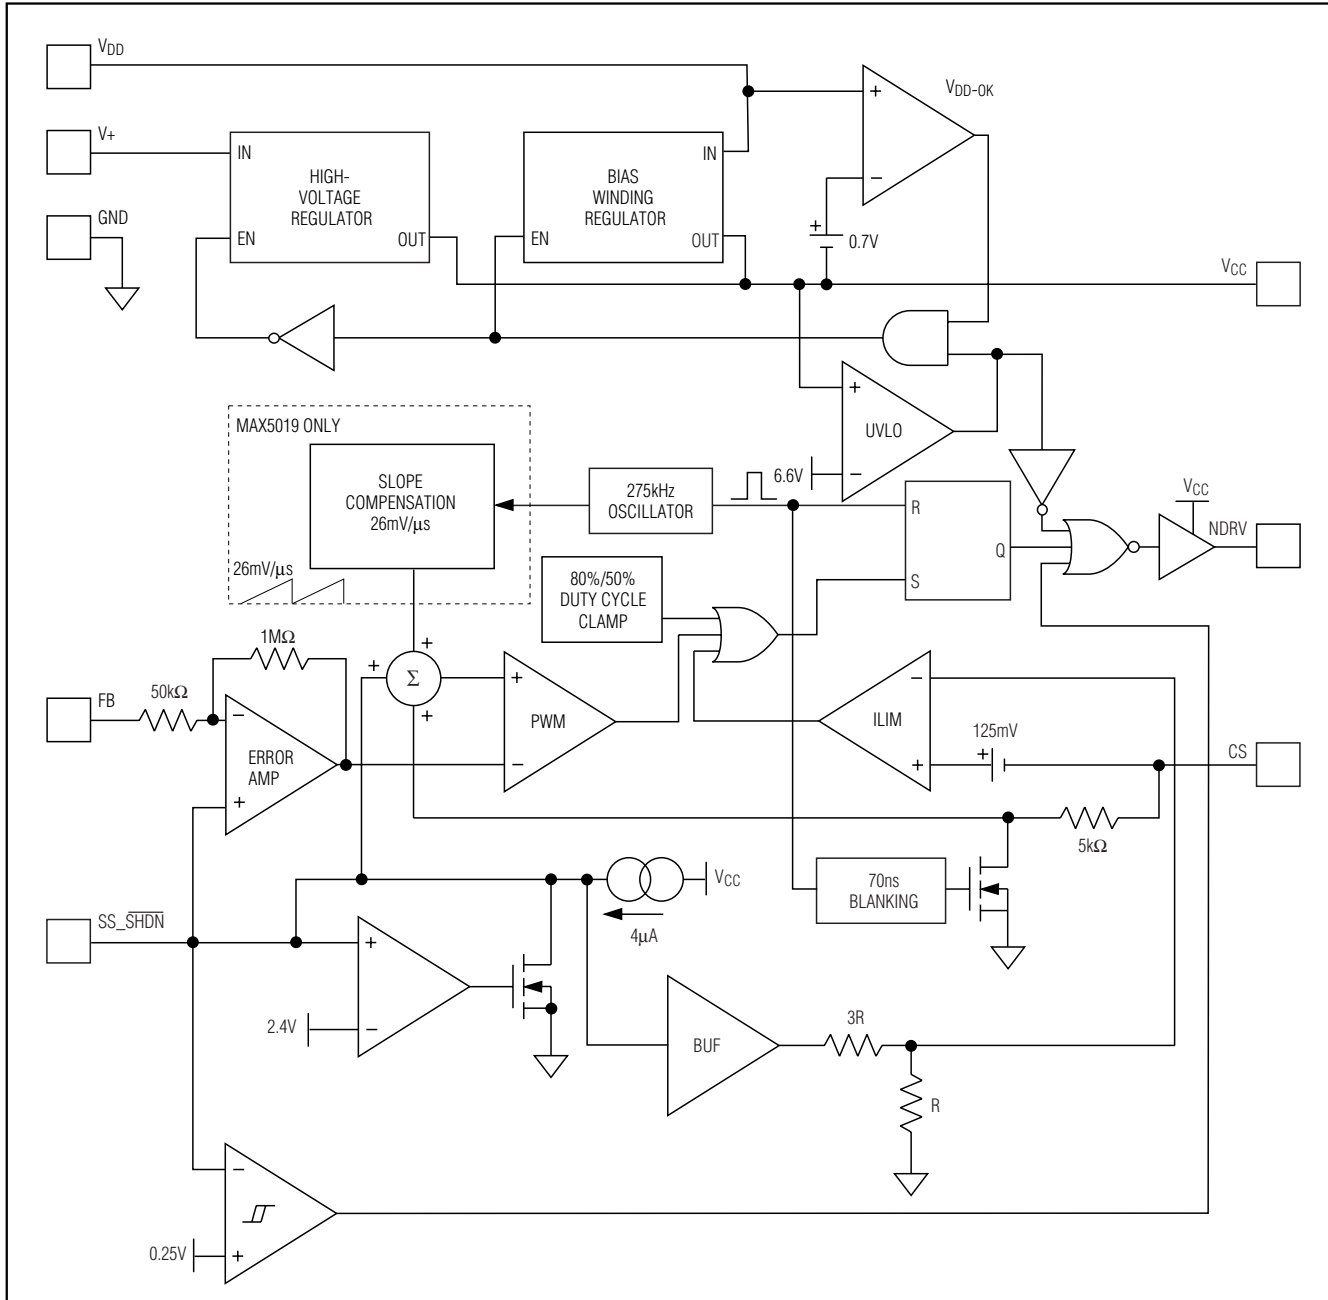 VDD
VDD-OK
V+
IN
HIGH-
VOLTAGE
REGULATOR
EN
OUT
BIAS
WINDING
REGULATOR
IN
EN
OUT
+
−
+
0.7V
GND
VCC
MAX5019 ONLY
SLOPE
COMPENSATION
26mV/µs
26mV/µs
275kHz
OSCILLATOR
+
UVLO
6.6V
−
R
Q
S
VCC
NDRV
80%/50%
DUTY CYCLE
CLAMP
1MΩ
+
+
Σ
+
FB
50kΩ
−
ERROR
AMP
+
+
PWM
−
−
ILIM
+
125mV
+
CS
5kΩ
70ns
BLANKING
VCC
4µA
SS_SHDN
+
2.4V
−
BUF
3R
R
−
0.25V
+